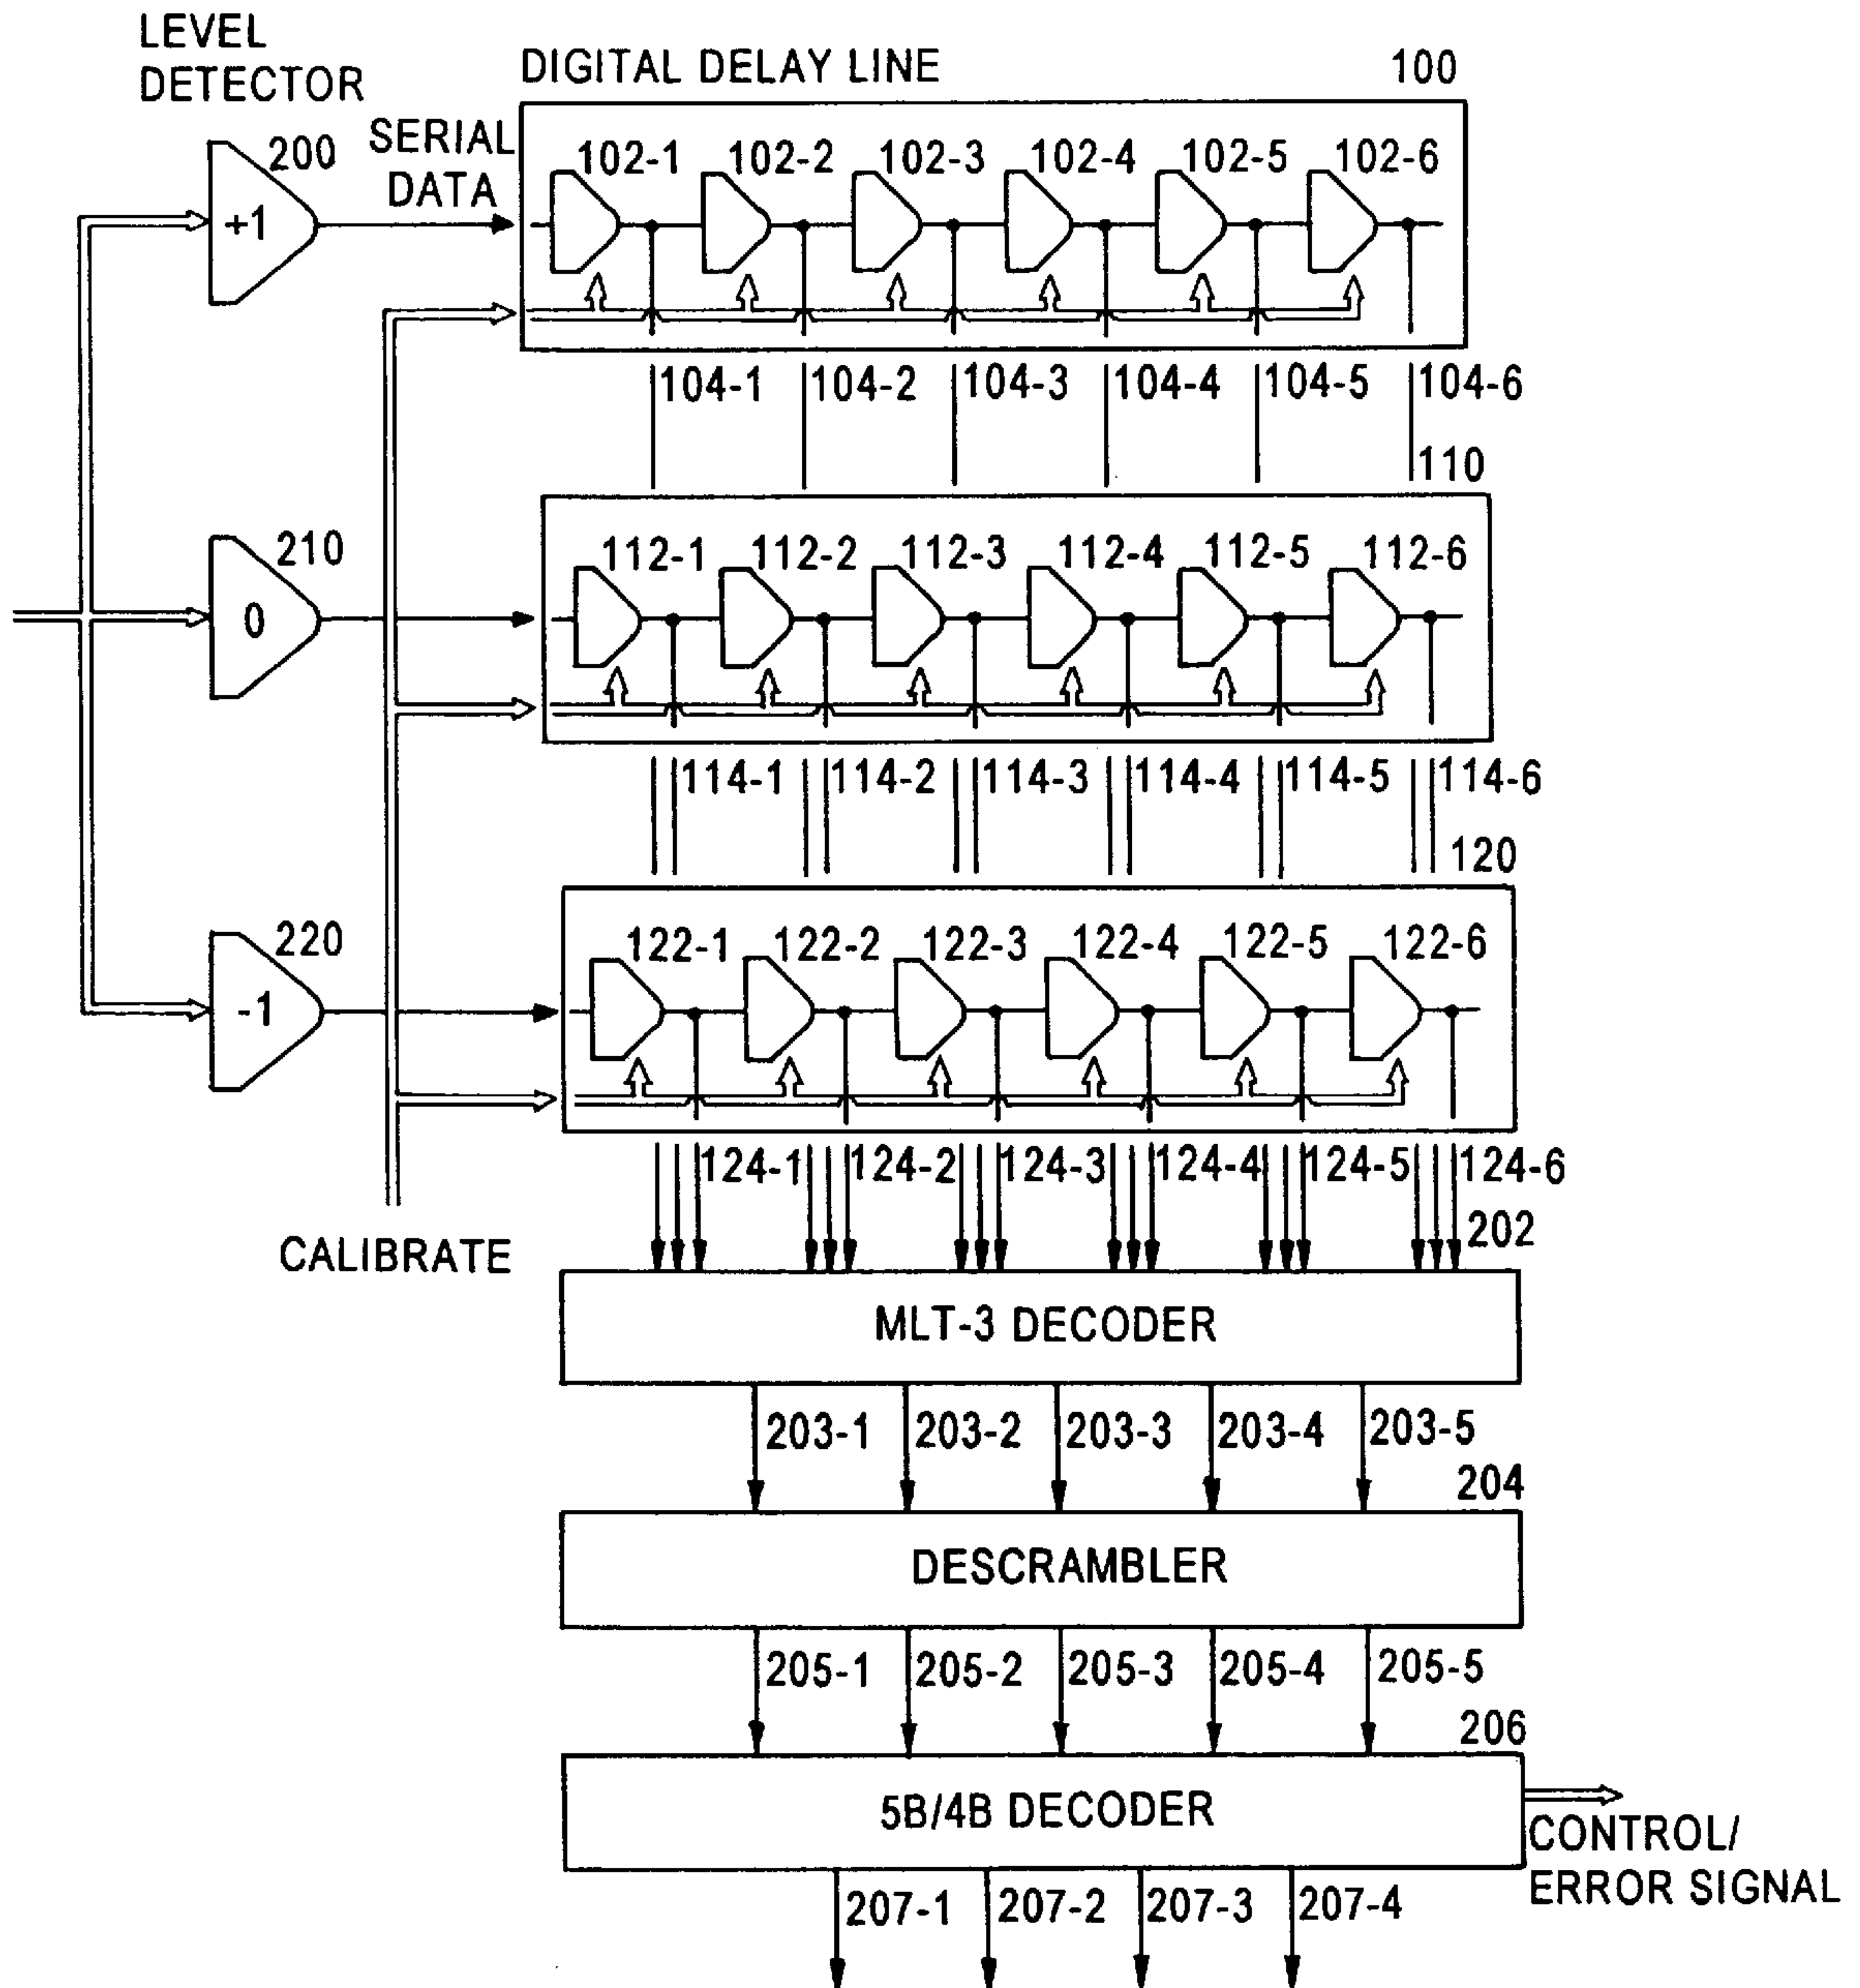 LEVEL
DETECTOR
DIGITAL DELAY LINE
100
200
SERIAL
DATA
102-1 102-2 102-3 102-4 102-5 102-6
+1
104-1 104-2 104-3 104-4 104-5 104-6
110
210
112-1 112-2 112-3 112-4 112-5 112-6
0
114-1 114-2 114-3 114-4 114-5 114-6
120
220
122-1 122-2 122-3 122-4 122-5 122-6
-1
124-1 124-2 124-3 124-4 124-5 124-6
202
CALIBRATE
MLT-3 DECODER
203-1 203-2 203-3 203-4 203-5
204
DESCRAMBLER
205-1 205-2 205-3 205-4 205-5
206
5B/4B DECODER
CONTROL/
ERROR SIGNAL
207-1 207-2 207-3 207-4